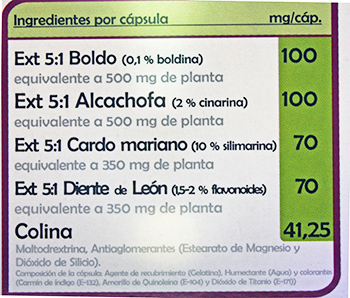 Ingredientes por cápsula mg/cáp.
Ext 5:1 Boldo (0,1 % boldina) 100
equivalente a 500 mg de planta
Ext 5:1 Alcachofa (2 % cinarina) 100
equivalente a 500 mg de planta
Ext 5:1 Cardo mariano (10 % silimarina) 70
equivalente a 350 mg de planta
Ext 5:1 Diente de León (1,5-2 % flavonoides) 70
equivalente a 350 mg de planta
Colina 41,25
Maltodrextrina, Antiaglomerantes (Estearato de Magnesio y
Dióxido de Silicio).
Composición de la cápsula: Agente de recubrimiento (Gelatina), Humectante (Agua) y colorantes
(Carmín de índigo (E-132), Amarillo de Quinoleína (E-104) y Dióxido de Titanio (E-171))